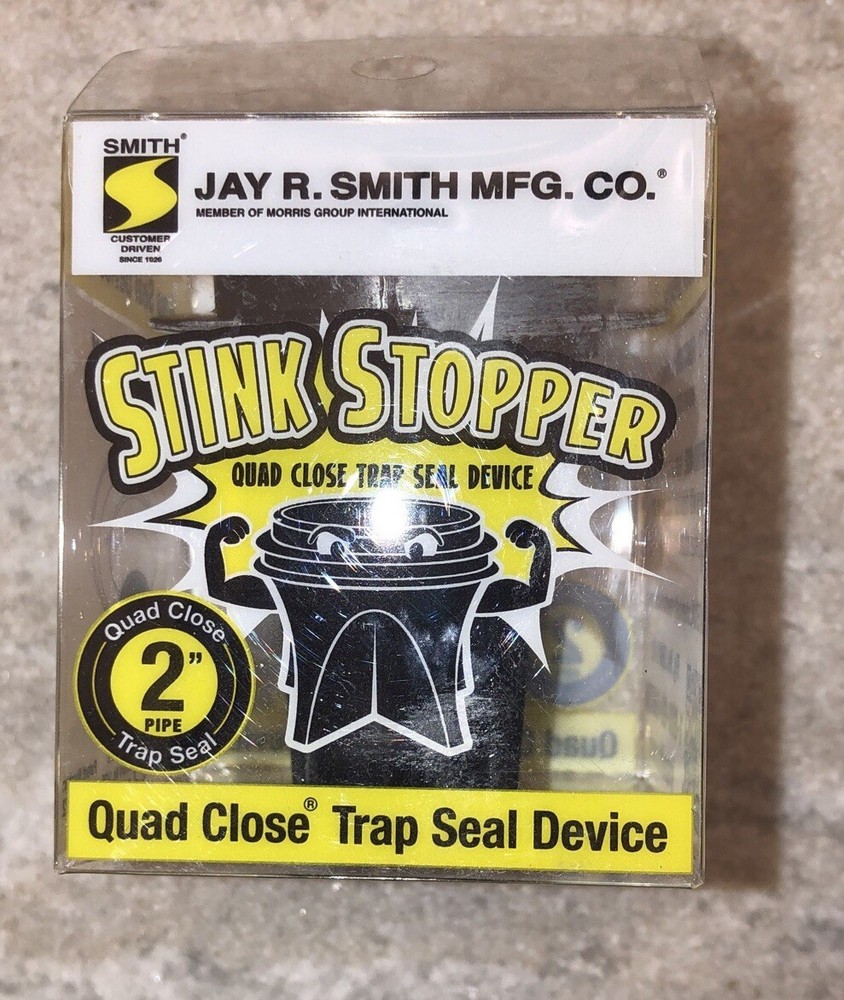 SMITH®
CUSTOMER
DRIVEN
SINCE 1926
JAY R. SMITH MFG. CO.®
MEMBER OF MORRIS GROUP INTERNATIONAL
STINK STOPPER
QUAD CLOSE TRAP SEAL DEVICE
Quad Close
2"
PIPE
Trap Seal
Quad Close® Trap Seal Device